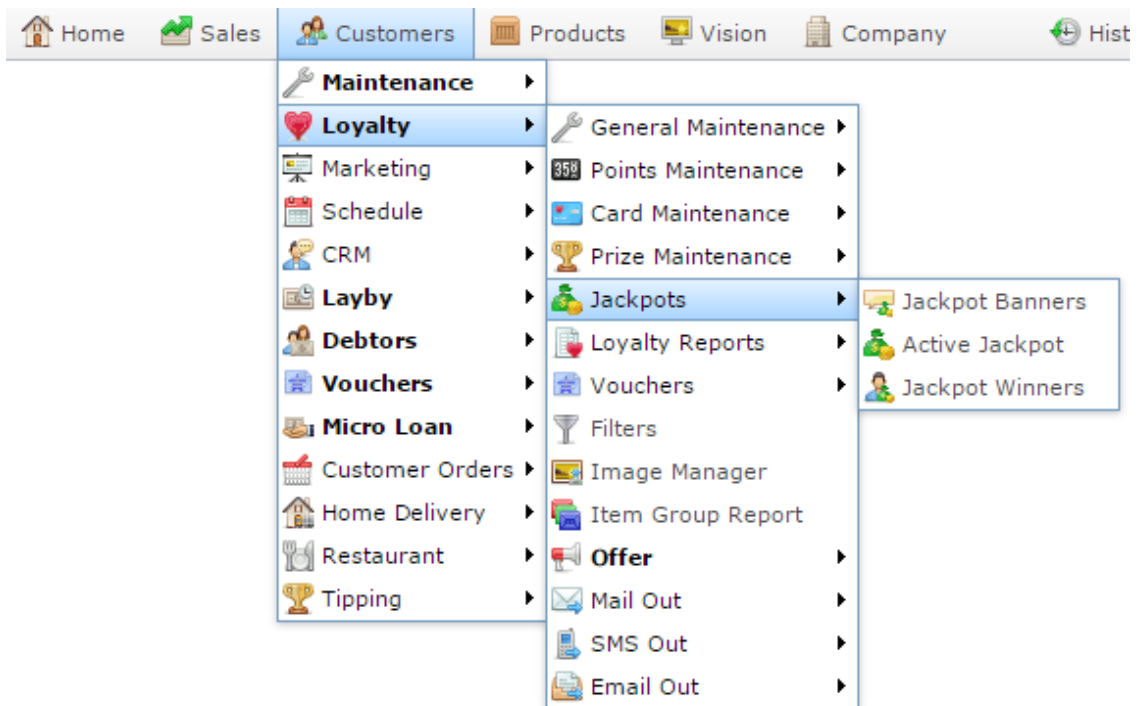 Home Sales Customers Products Vision Company Hist
Maintenance
Loyalty
Marketing
Schedule
CRM
Layby
Debtors
Vouchers
Micro Loan
Customer Orders
Home Delivery
Restaurant
Tipping
General Maintenance
Points Maintenance
Card Maintenance
Prize Maintenance
Jackpots
Loyalty Reports
Vouchers
Filters
Image Manager
Item Group Report
Offer
Mail Out
SMS Out
Email Out
Jackpot Banners
Active Jackpot
Jackpot Winners